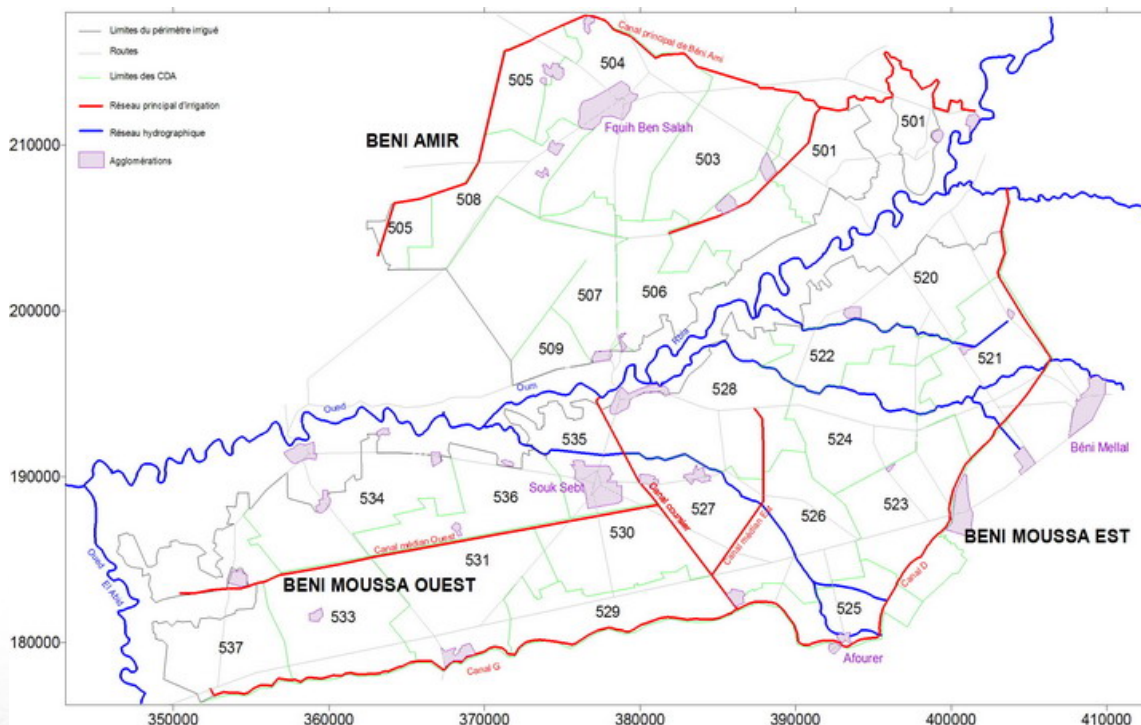 Limites du périmètre irrigué
Routes
Limites des CDA
Réseau principal d'Irrigation
Réseau hydrographique
Agglomérations
Canal principal de Béni Ami
504
505
Fquih Ben Salah
501
BENI AMIR
501
503
508
505
520
507
506
509
Oued
Oum
Rbia
522
521
528
535
524
Béni Mellal
Souk Sebt
534
536
527
Canal coursier
Canal médian Est
526
523
530
BENI MOUSSA EST
Canal médian Ouest
531
Oued
El Abid
BENI MOUSSA OUEST
Canal D
533
529
525
537
Canal G
Afourer
210000
200000
190000
180000
350000
360000
370000
380000
390000
400000
410000